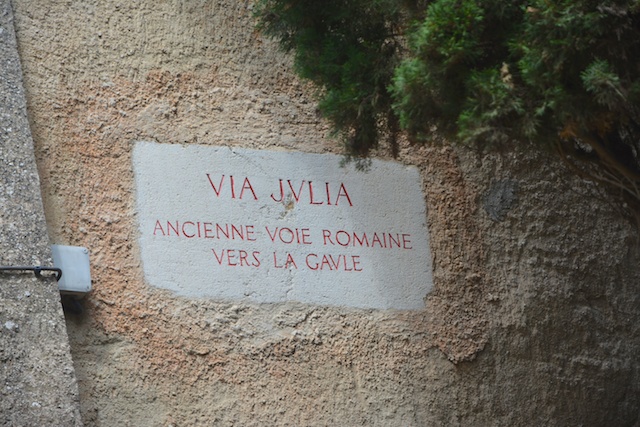 VIA JVLIA
ANCIENNE VOIE ROMAINE
VERS LA GAVLE